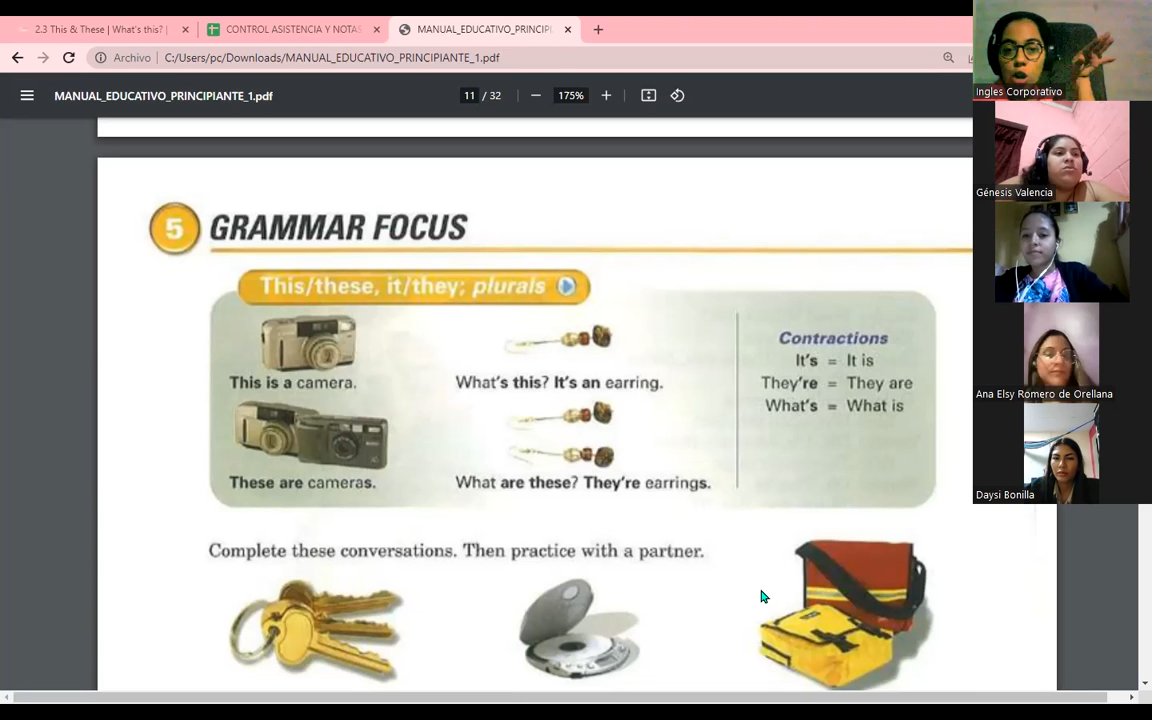 2.3 This & These | What's this? |
CONTROL ASISTENCIA Y NOTAS
MANUAL_EDUCATIVO_PRINCIPI
Archivo
C:/Users/pc/Downloads/MANUAL_EDUCATIVO_PRINCIPIANTE_1.pdf
MANUAL_EDUCATIVO_PRINCIPIANTE_1.pdf
11 / 32
175%
5 GRAMMAR FOCUS
This/these, it/they; plurals
This is a camera.
What's this? It's an earring.
These are cameras.
What are these? They're earrings.
Contractions
It's = It is
They're = They are
What's = What is
Complete these conversations. Then practice with a partner.
Ingles Corporativo
Génesis Valencia
Ana Elsy Romero de Orellana
Daysi Bonilla